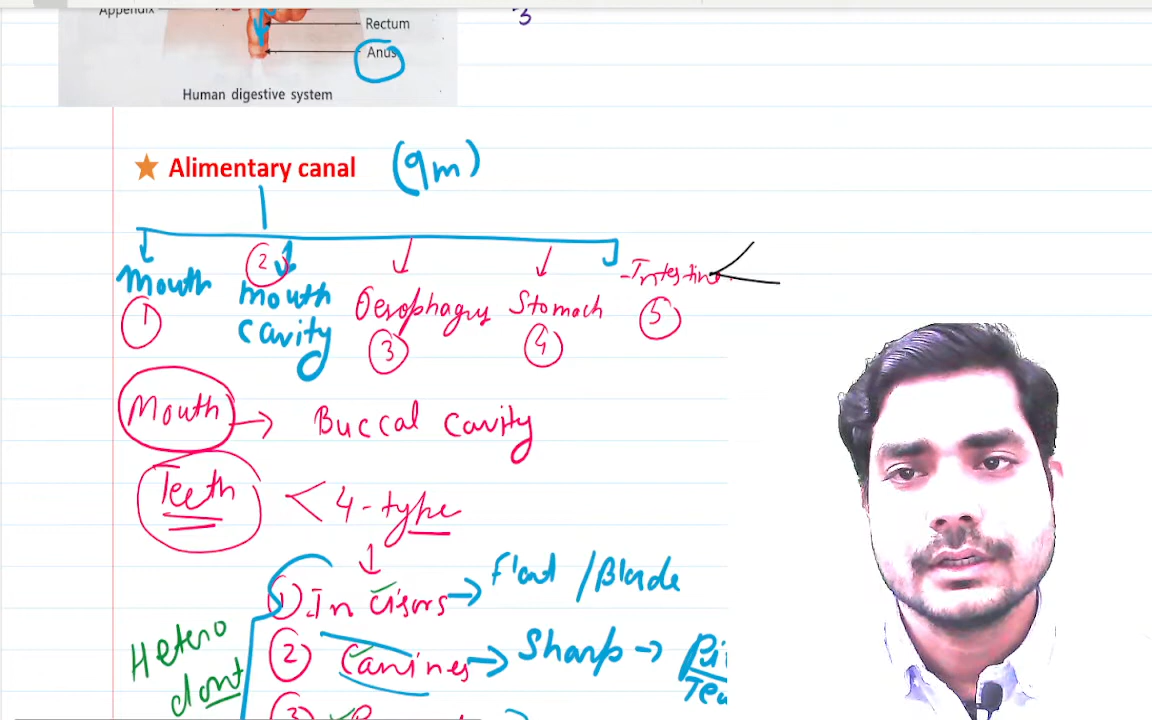 Appendix
3
Rectum
Anus
Human digestive system
Alimentary canal (9m)
Mouth
1
2
Mouth
cavity
Oesophagus
3
Stomach
4
Intestine
5
Mouth → Buccal cavity
Teeth < 4-type
1) Incisors → Flat / Blade
2 Canines → Sharp →
3
Hetero
dont